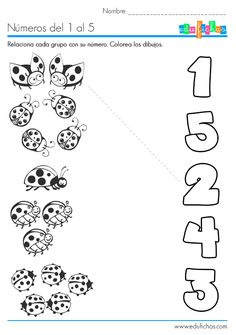 Nombre:
edufichas
Números del 1 al 5
Relaciona cada grupo con su número. Colorea los dibujos.
1
5
2
4
3
www.edufichas.com